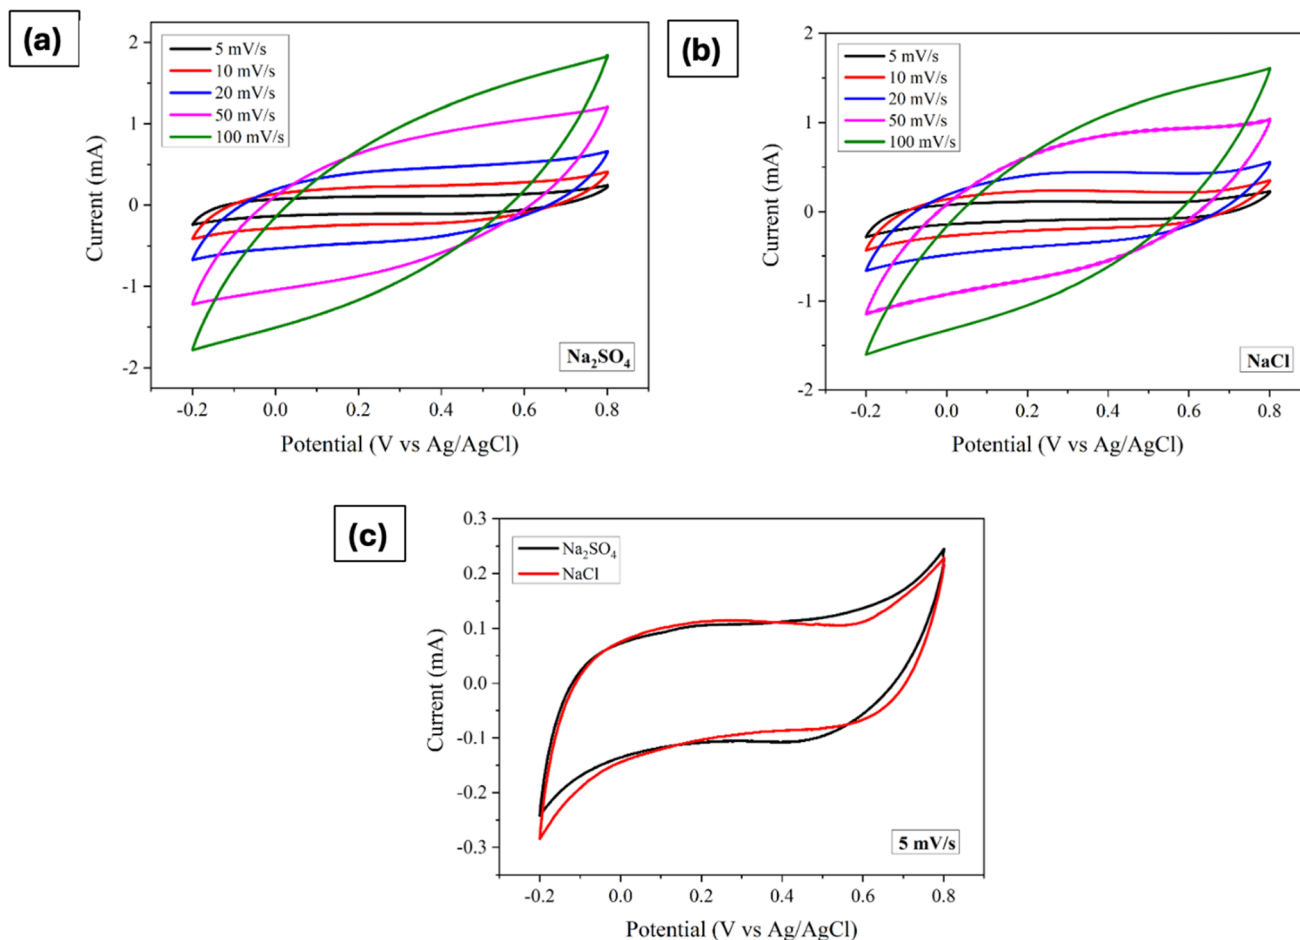 (a)
5 mV/s
10 mV/s
20 mV/s
50 mV/s
100 mV/s
2
1
0
-1
-2
Current (mA)
Na₂SO₄
-0.2 0.0 0.2 0.4 0.6 0.8
Potential (V vs Ag/AgCl)
(b)
5 mV/s
10 mV/s
20 mV/s
50 mV/s
100 mV/s
2
1
0
-1
-2
Current (mA)
NaCl
-0.2 0.0 0.2 0.4 0.6 0.8
Potential (V vs Ag/AgCl)
(c)
Na₂SO₄
NaCl
0.3
0.2
0.1
0.0
-0.1
-0.2
-0.3
Current (mA)
5 mV/s
-0.2 0.0 0.2 0.4 0.6 0.8
Potential (V vs Ag/AgCl)